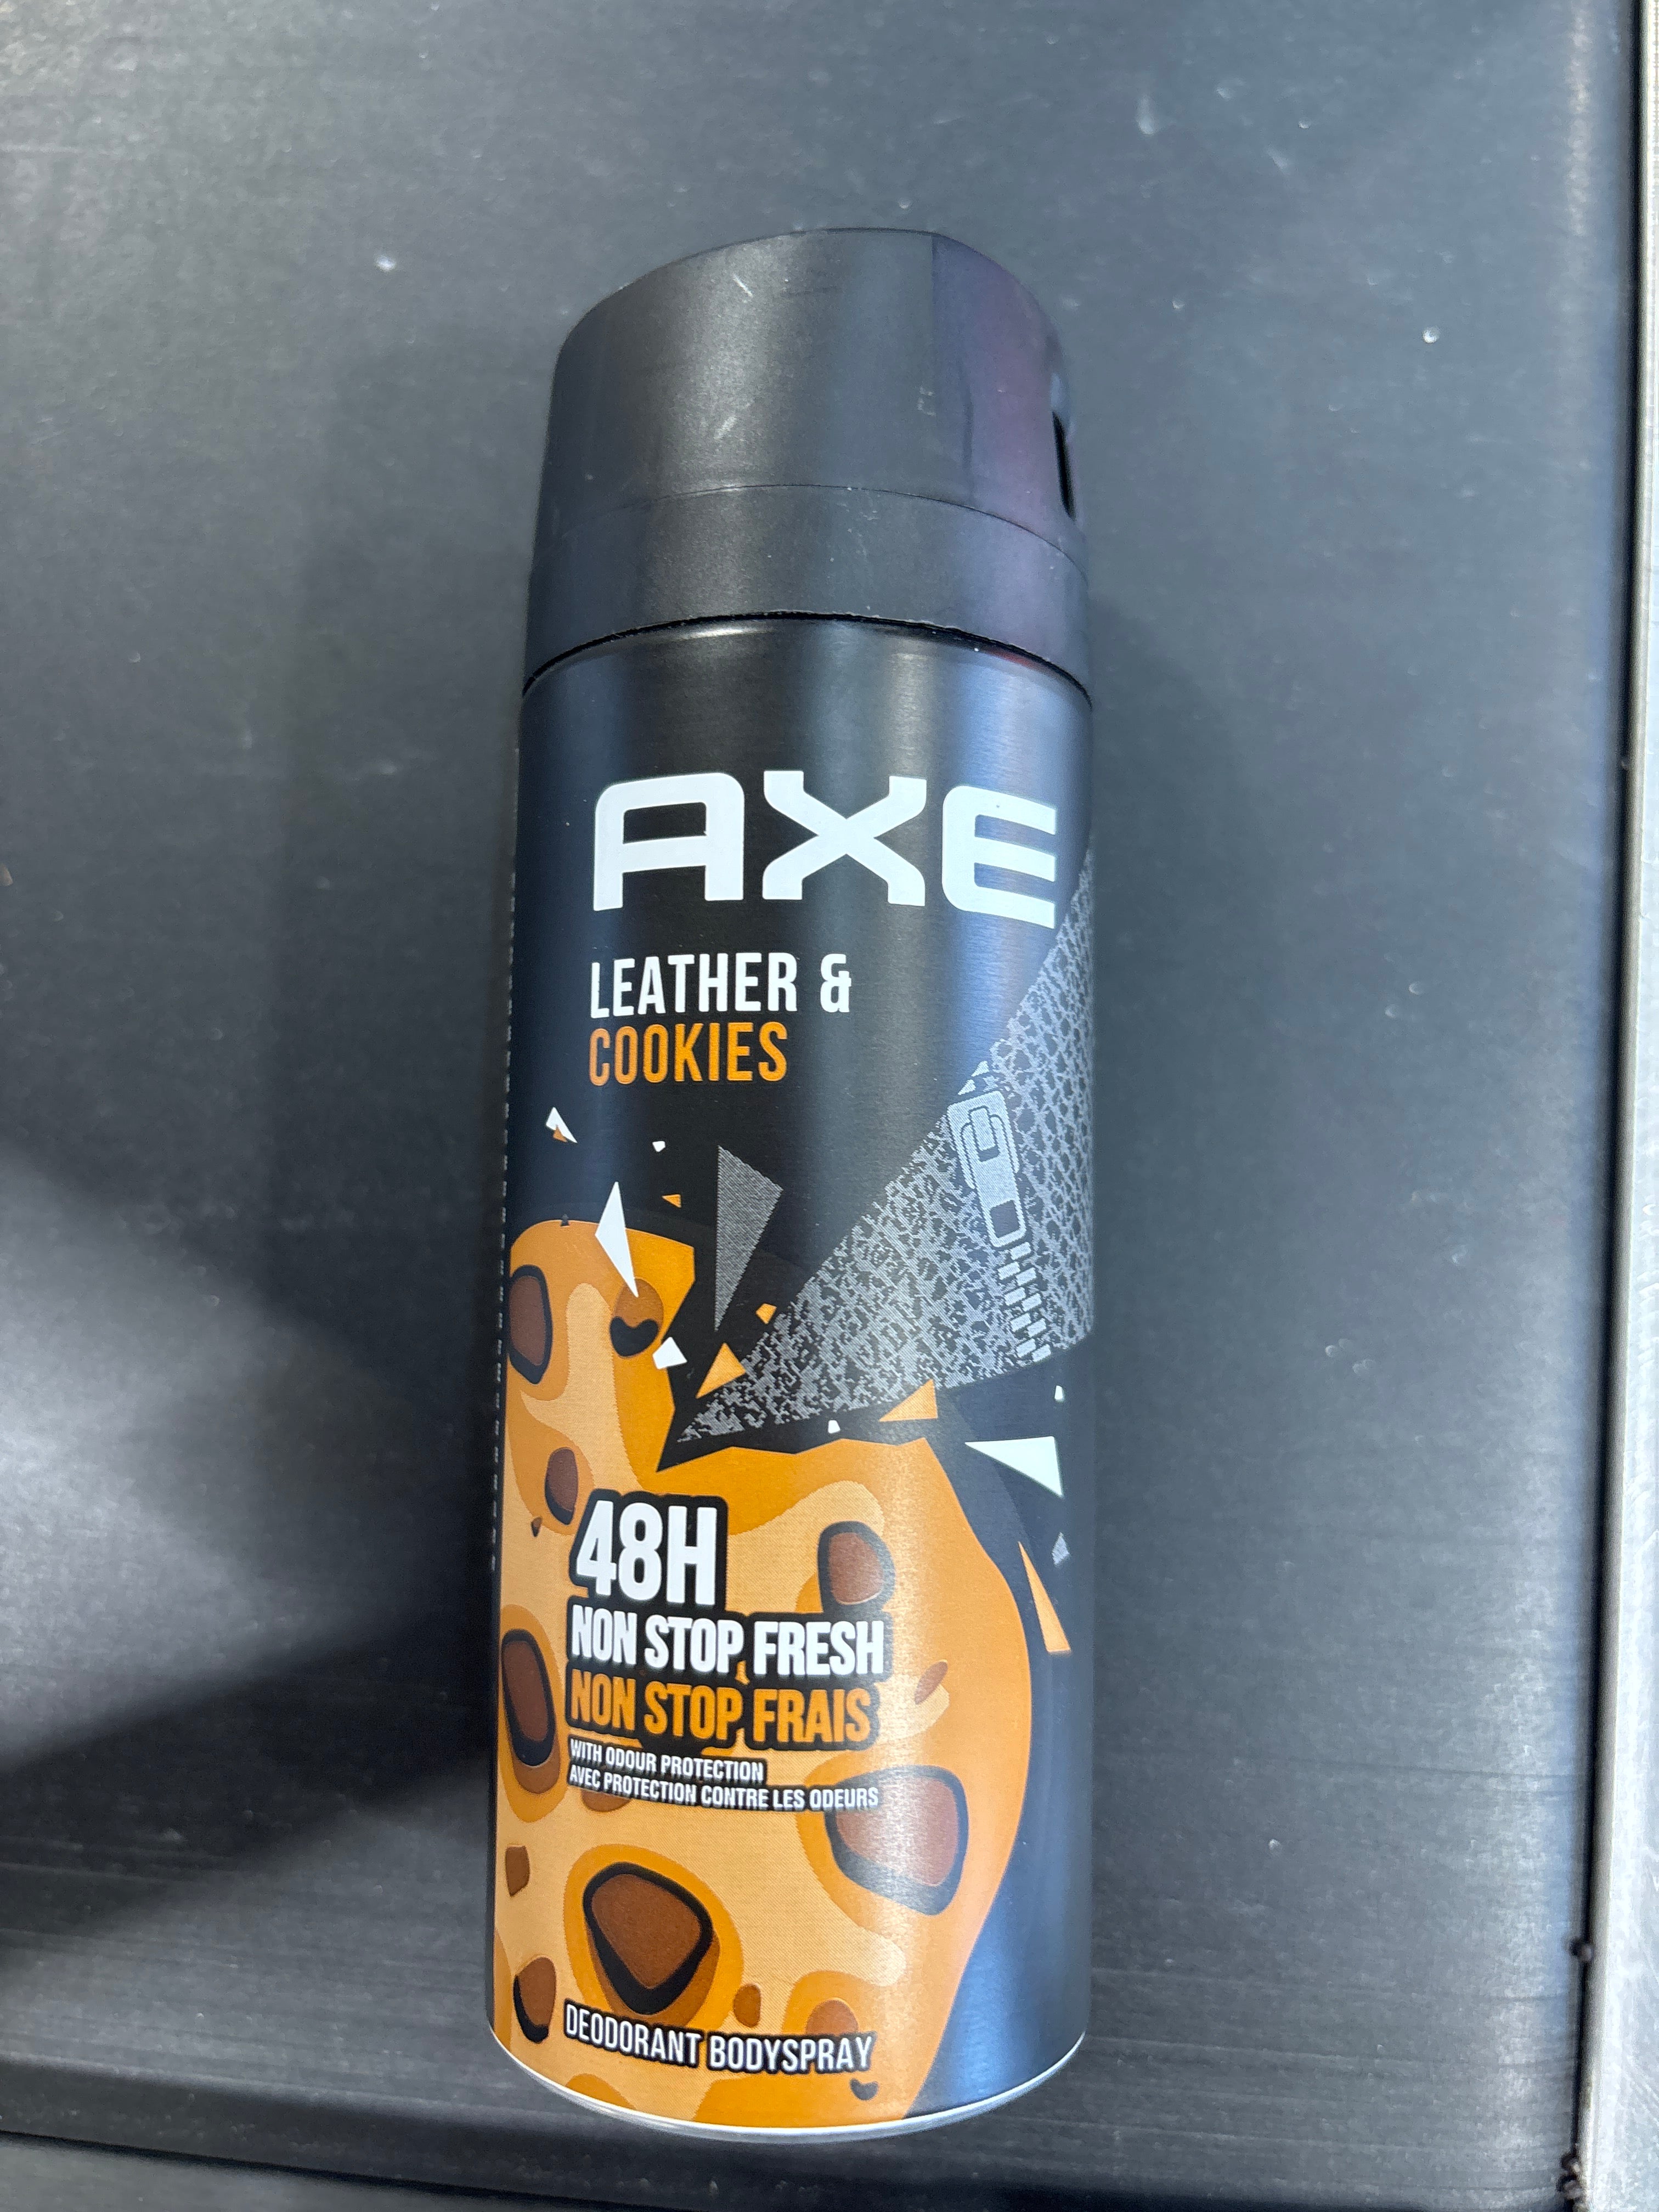 AXE
LEATHER &
COOKIES
48H
NON STOP FRESH
NON STOP FRAIS
WITH ODOUR PROTECTION
AVEC PROTECTION CONTRE LES ODEURS
DEODORANT BODYSPRAY